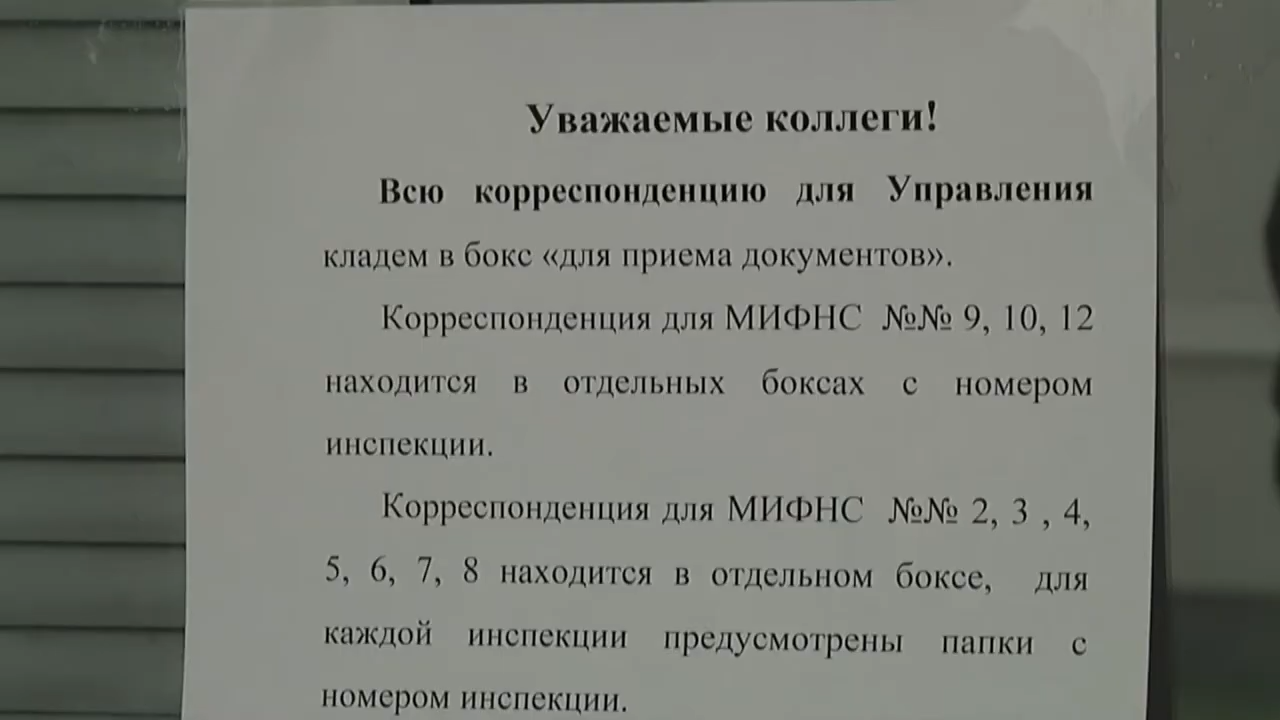 Уважаемые коллеги!
Всю корреспонденцию для Управления
кладем в бокс «для приема документов».
Корреспонденция для МИФНС №№ 9, 10, 12
находится в отдельных боксах с номером
инспекции.
Корреспонденция для МИФНС №№ 2, 3 , 4,
5, 6, 7, 8 находится в отдельном боксе, для
каждой инспекции предусмотрены папки с
номером инспекции.